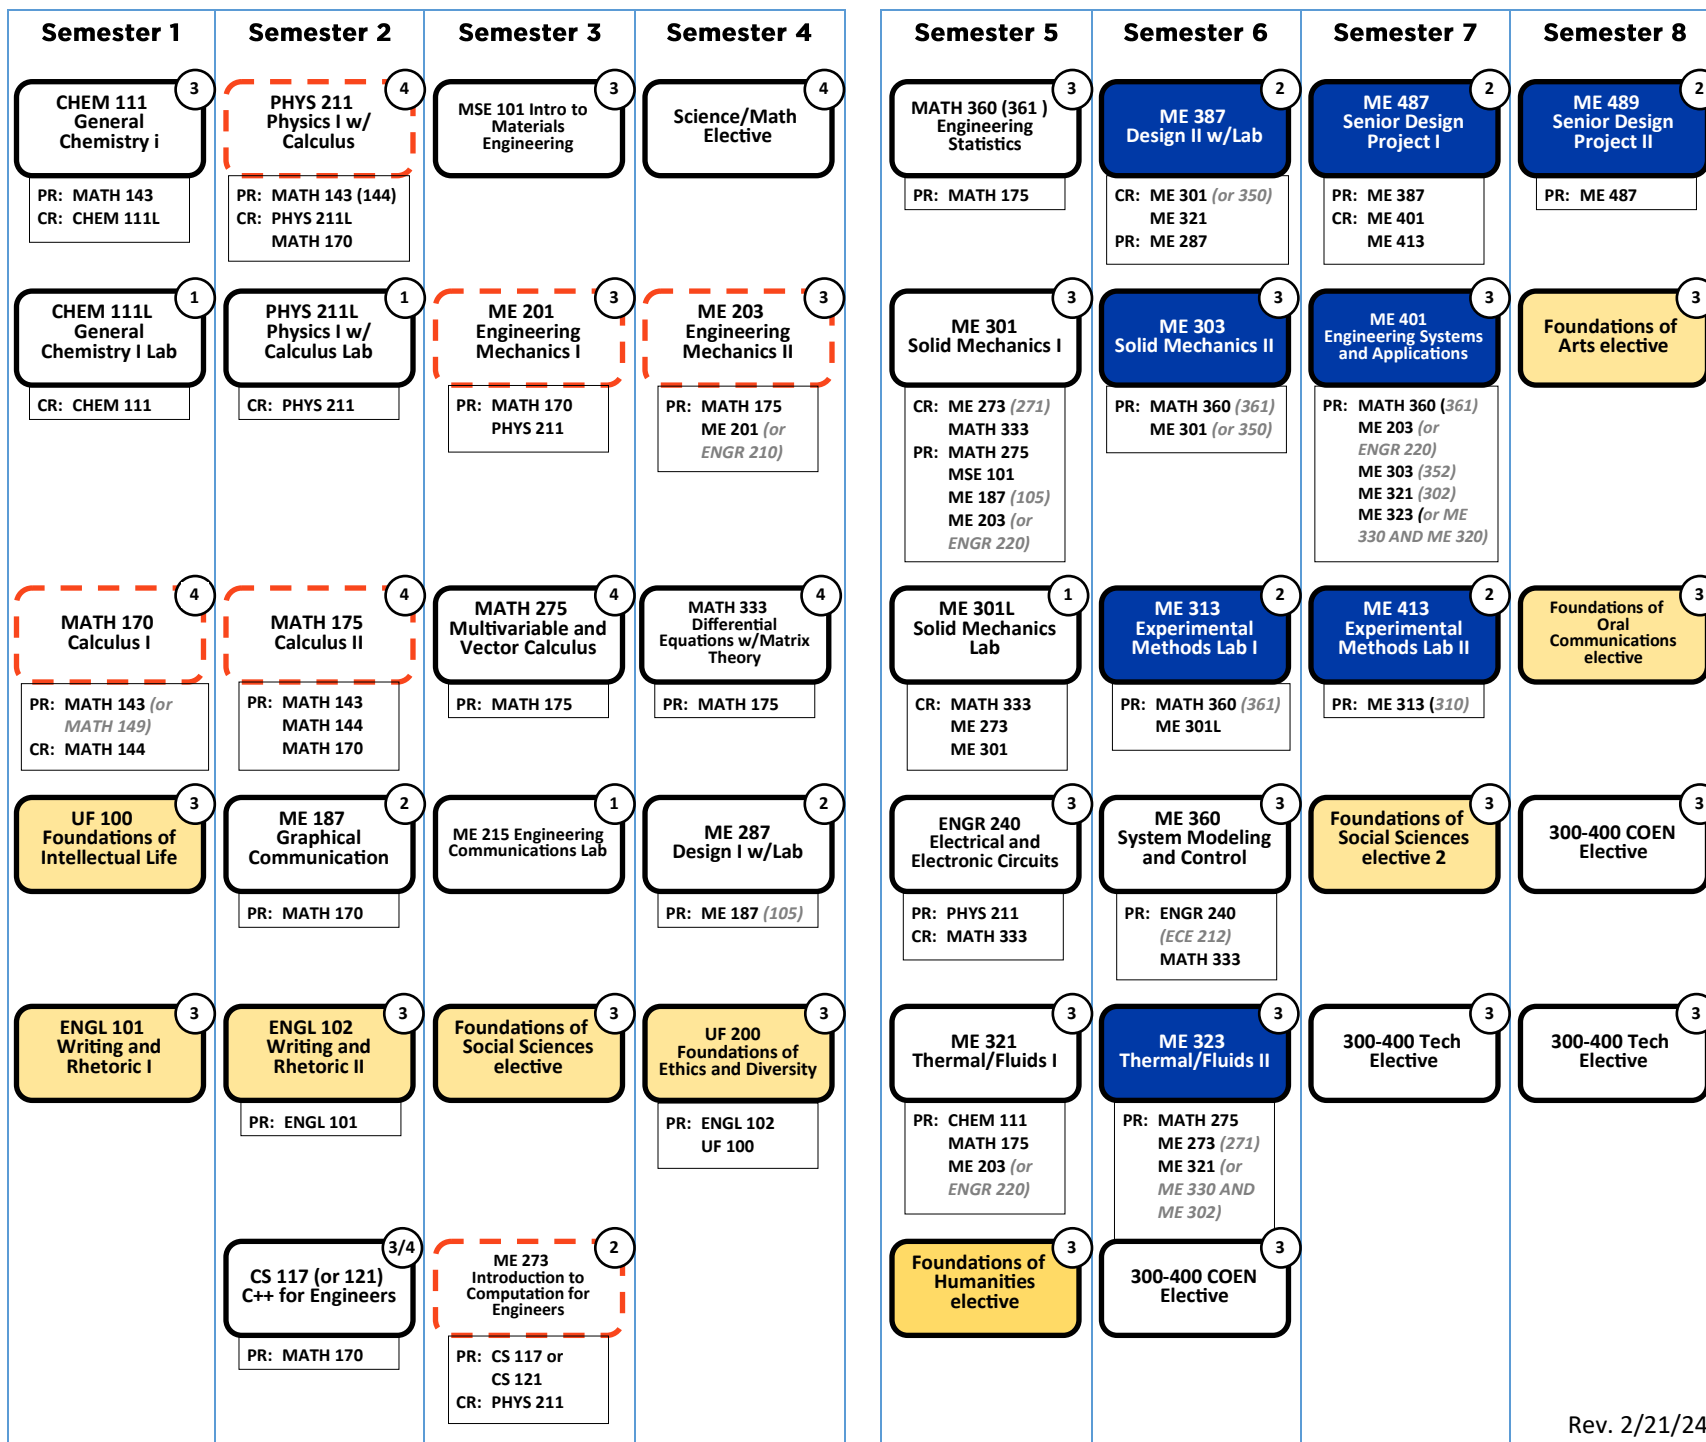 Semester 1
3
CHEM 111
General
Chemistry i
PR: MATH 143
CR: CHEM 111L
1
CHEM 111L
General
Chemistry I Lab
CR: CHEM 111
4
MATH 170
Calculus I
PR: MATH 143 (or
MATH 149)
CR: MATH 144
3
UF 100
Foundations of
Intellectual Life
3
ENGL 101
Writing and
Rhetoric I
Semester 2
4
PHYS 211
Physics I w/
Calculus
PR: MATH 143 (144)
CR: PHYS 211L
MATH 170
1
PHYS 211L
Physics I w/
Calculus Lab
CR: PHYS 211
4
MATH 175
Calculus II
PR: MATH 143
MATH 144
MATH 170
2
ME 187
Graphical
Communication
PR: MATH 170
3
ENGL 102
Writing and
Rhetoric II
PR: ENGL 101
3/4
CS 117 (or 121)
C++ for Engineers
PR: MATH 170
Semester 3
3
MSE 101 Intro to
Materials
Engineering
3
ME 201
Engineering
Mechanics I
PR: MATH 170
PHYS 211
4
MATH 275
Multivariable and
Vector Calculus
PR: MATH 175
1
ME 215 Engineering
Communications Lab
3
Foundations of
Social Sciences
elective
2
ME 273
Introduction to
Computation for
Engineers
PR: CS 117 or
CS 121
CR: PHYS 211
Semester 4
4
Science/Math
Elective
3
ME 203
Engineering
Mechanics II
PR: MATH 175
ME 201 (or
ENGR 210)
4
MATH 333
Differential
Equations w/Matrix
Theory
PR: MATH 175
2
ME 287
Design I w/Lab
PR: ME 187 (105)
3
UF 200
Foundations of
Ethics and Diversity
PR: ENGL 102
UF 100
Semester 5
3
MATH 360 (361 )
Engineering
Statistics
PR: MATH 175
3
ME 301
Solid Mechanics I
CR: ME 273 (271)
MATH 333
PR: MATH 275
MSE 101
ME 187 (105)
ME 203 (or
ENGR 220)
1
ME 301L
Solid Mechanics
Lab
CR: MATH 333
ME 273
ME 301
3
ENGR 240
Electrical and
Electronic Circuits
PR: PHYS 211
CR: MATH 333
3
ME 321
Thermal/Fluids I
PR: CHEM 111
MATH 175
ME 203 (or
ENGR 220)
3
Foundations of
Humanities
elective
Semester 6
2
ME 387
Design II w/Lab
CR: ME 301 (or 350)
ME 321
PR: ME 287
3
ME 303
Solid Mechanics II
PR: MATH 360 (361)
ME 301 (or 350)
2
ME 313
Experimental
Methods Lab I
PR: MATH 360 (361)
ME 301L
3
ME 360
System Modeling
and Control
PR: ENGR 240
(ECE 212)
MATH 333
3
ME 323
Thermal/Fluids II
PR: MATH 275
ME 273 (271)
ME 321 (or
ME 330 AND
ME 302)
3
300-400 COEN
Elective
Semester 7
2
ME 487
Senior Design
Project I
PR: ME 387
CR: ME 401
ME 413
3
ME 401
Engineering Systems
and Applications
PR: MATH 360 (361)
ME 203 (or
ENGR 220)
ME 303 (352)
ME 321 (302)
ME 323 (or ME
330 AND ME 320)
2
ME 413
Experimental
Methods Lab II
PR: ME 313 (310)
3
Foundations of
Social Sciences
elective 2
3
300-400 Tech
Elective
Semester 8
2
ME 489
Senior Design
Project II
PR: ME 487
3
Foundations of
Arts elective
3
Foundations of
Oral
Communications
elective
3
300-400 COEN
Elective
3
300-400 Tech
Elective
Rev. 2/21/24